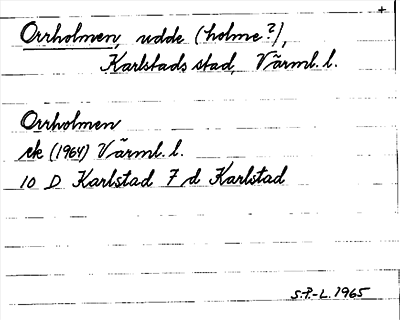 +
Orrholmen, udde (holme?),
Karlstads stad, Värml. l.
Orrholmen
ek (1964) Värml. l.
10 D Karlstad 7 d Karlstad
S.P.-L. 1965